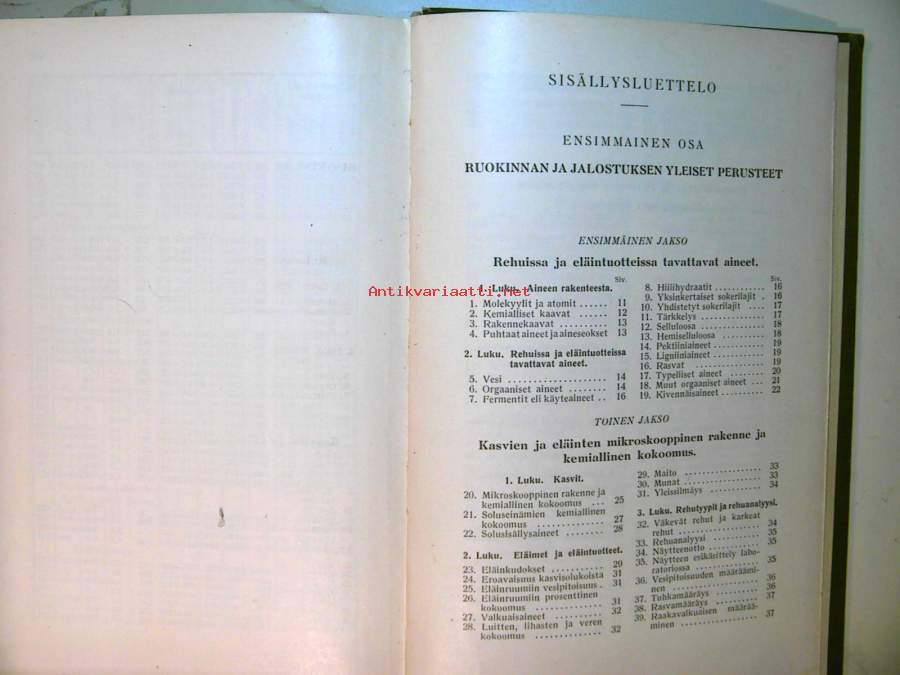 SISÄLLYSLUETTELO
ENSIMMAINEN OSA
RUOKINNAN JA JALOSTUKSEN YLEISET PERUSTEET
ENSIMMÄINEN JAKSO
Rehuissa ja eläintuotteissa tavattavat aineet.
Siv.
1. Luku. Aineen rakenteesta.
Antikvariaatti.net
1. Molekyylit ja atomit ...... 11
2. Kemialliset kaavat ...... 12
3. Rakennekaavat .......... 13
4. Puhtaat aineet ja aineseokset 13
2. Luku. Rehuissa ja eläintuotteissa
tavattavat aineet.
5. Vesi .................... 14
6. Orgaaniset aineet ........ 14
7. Fermentit eli käyteaineet .. 16
Siv.
8. Hiilihydraatit ........... 16
9. Yksinkertaiset sokerilajit . 16
10. Yhdistetyt sokerilajit .... 17
11. Tärkkelys ............... 17
12. Selluloosa .............. 18
13. Hemiselluloosa .......... 18
14. Pektiiniaineet ........... 19
15. Ligniiniaineet ........... 19
16. Rasvat ................. 19
17. Typelliset aineet ........ 20
18. Muut orgaaniset aineet ... 21
19. Kivennäisaineet ......... 22
TOINEN JAKSO
Kasvien ja eläinten mikroskooppinen rakenne ja
kemiallinen kokoomus.
1. Luku. Kasvit.
20. Mikroskooppinen rakenne ja
kemiallinen kokoomus ... 25
21. Soluseinämien kemiallinen
kokoomus .............. 27
22. Solusisällysaineet ........ 28
2. Luku. Eläimet ja eläintuotteet.
23. Eläinkudokset ........... 29
24. Eroavaisuus kasvisolukoista 31
25. Eläinruumiin vesipitoisuus . 31
26. Eläinruumiin prosenttinen
kokoomus .............. 31
27. Valkuaisaineet ........... 32
28. Luitten, lihasten ja veren
kokoomus .............. 32
29. Maito .................. 33
30. Munat ................. 33
31. Yleissilmäys ............ 34
3. Luku. Rehutyypit ja rehuanalyysi.
32. Väkevät rehut ja karkeat
rehut .................. 34
33. Rehuanalyysi ............ 35
34. Näytteenotto ............ 35
35. Näytteen esikäsittely labo-
ratoriossa .............. 35
36. Vesipitoisuuden määräämi-
nen ................... 36
37. Tuhkamääräys ........... 36
38. Rasvamääräys ........... 37
39. Raakavalkuaisen määrää-
minen ................. 37